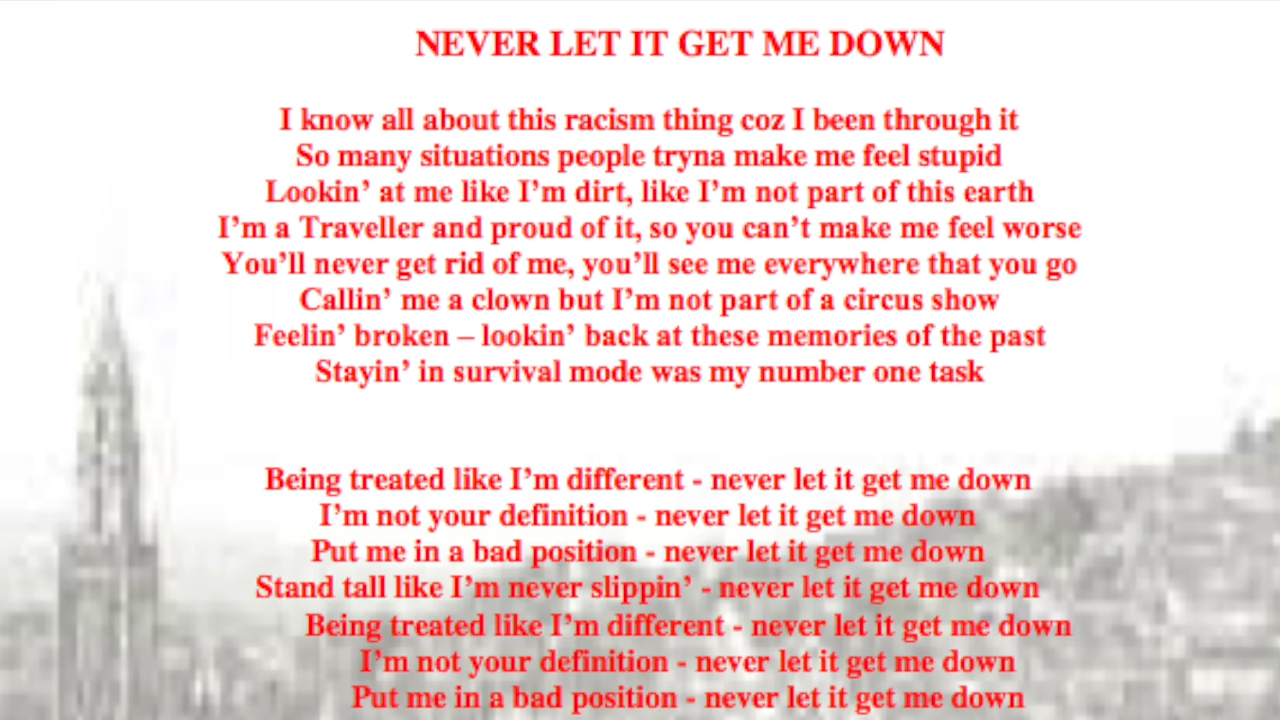 NEVER LET IT GET ME DOWN
I know all about this racism thing coz I been through it
So many situations people tryna make me feel stupid
Lookin’ at me like I’m dirt, like I’m not part of this earth
I’m a Traveller and proud of it, so you can’t make me feel worse
You’ll never get rid of me, you’ll see me everywhere that you go
Callin’ me a clown but I’m not part of a circus show
Feelin’ broken – lookin’ back at these memories of the past
Stayin’ in survival mode was my number one task
Being treated like I’m different - never let it get me down
I’m not your definition - never let it get me down
Put me in a bad position - never let it get me down
Stand tall like I’m never slippin’ - never let it get me down
Being treated like I’m different - never let it get me down
I’m not your definition - never let it get me down
Put me in a bad position - never let it get me down